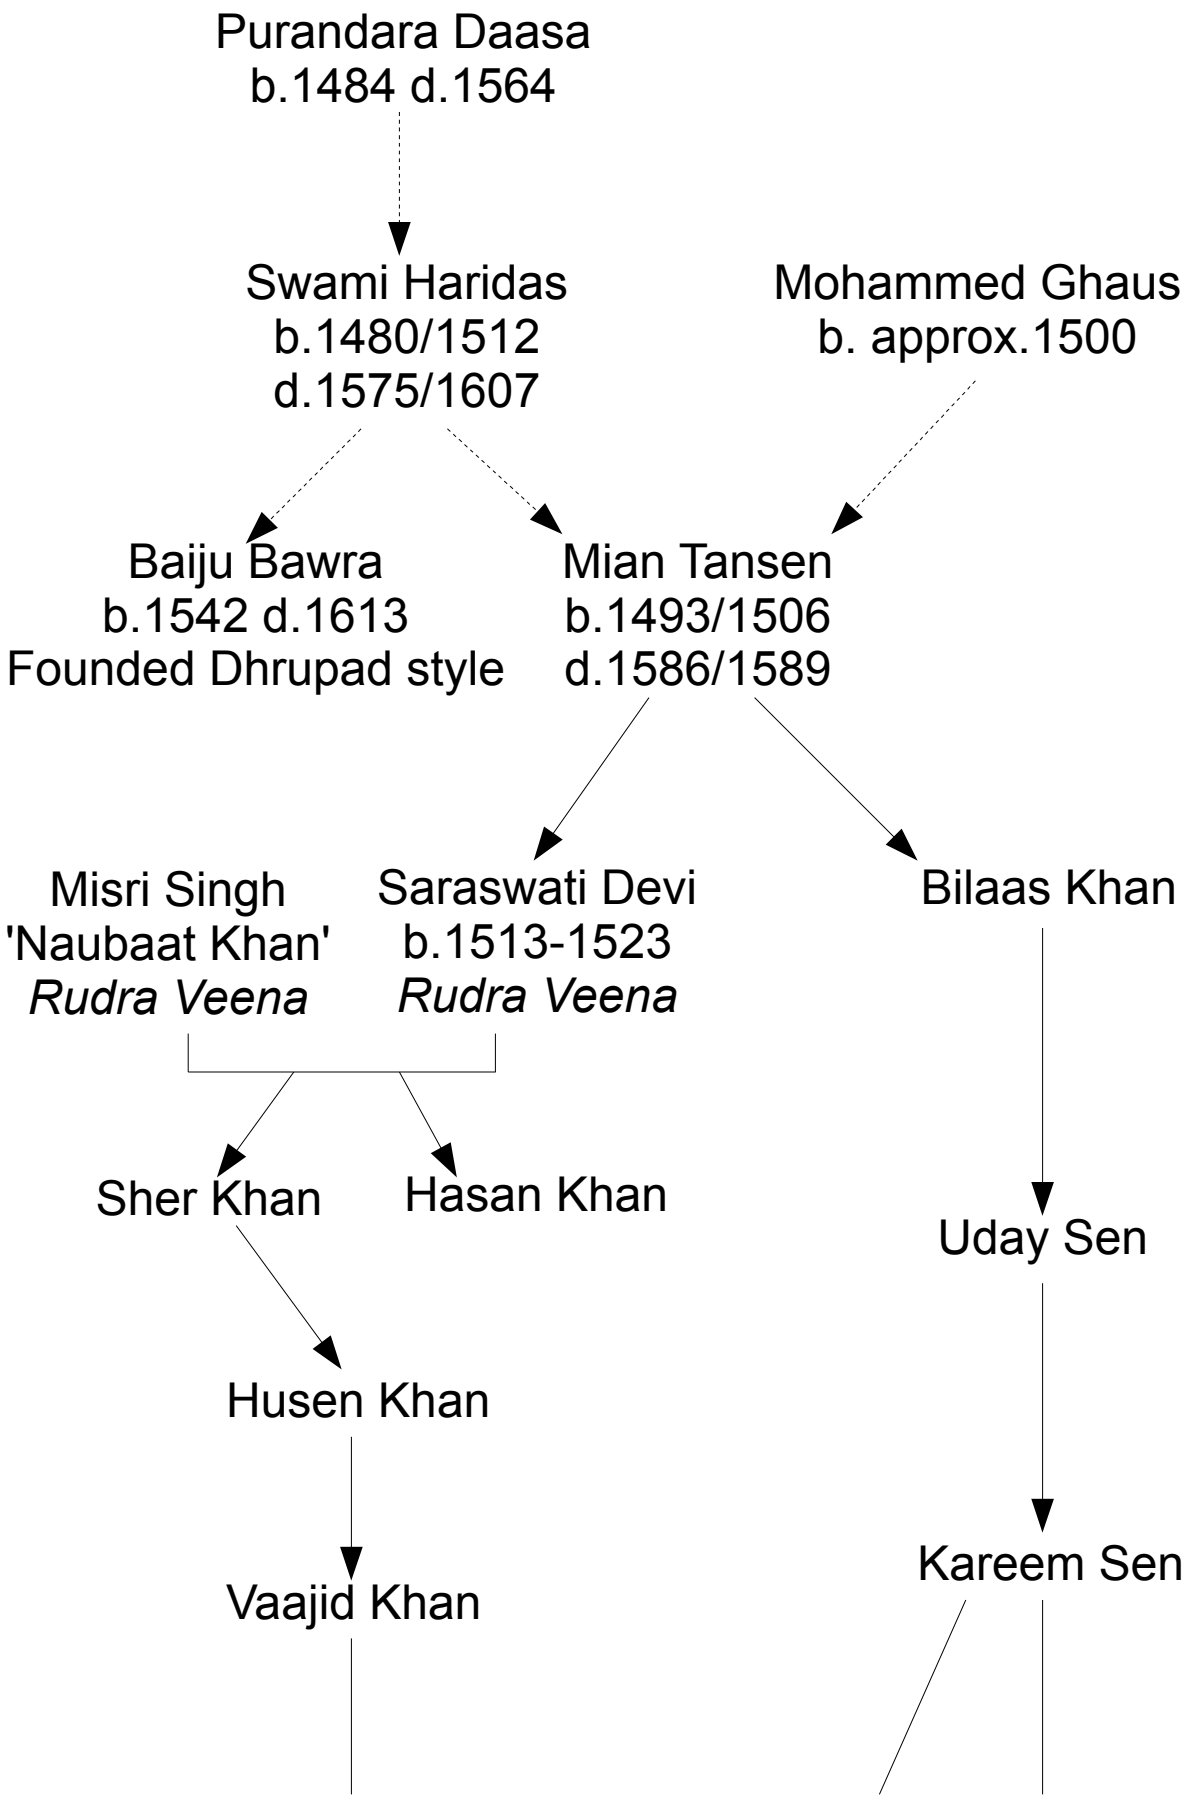 Purandara Daasa
b.1484 d.1564
Swami Haridas
b.1480/1512
d.1575/1607
Mohammed Ghaus
b. approx.1500
Baiju Bawra
b.1542 d.1613
Founded Dhrupad style
Mian Tansen
b.1493/1506
d.1586/1589
Misri Singh
'Naubaat Khan'
Rudra Veena
Saraswati Devi
b.1513-1523
Rudra Veena
Bilaas Khan
Sher Khan
Hasan Khan
Uday Sen
Husen Khan
Kareem Sen
Vaajid Khan